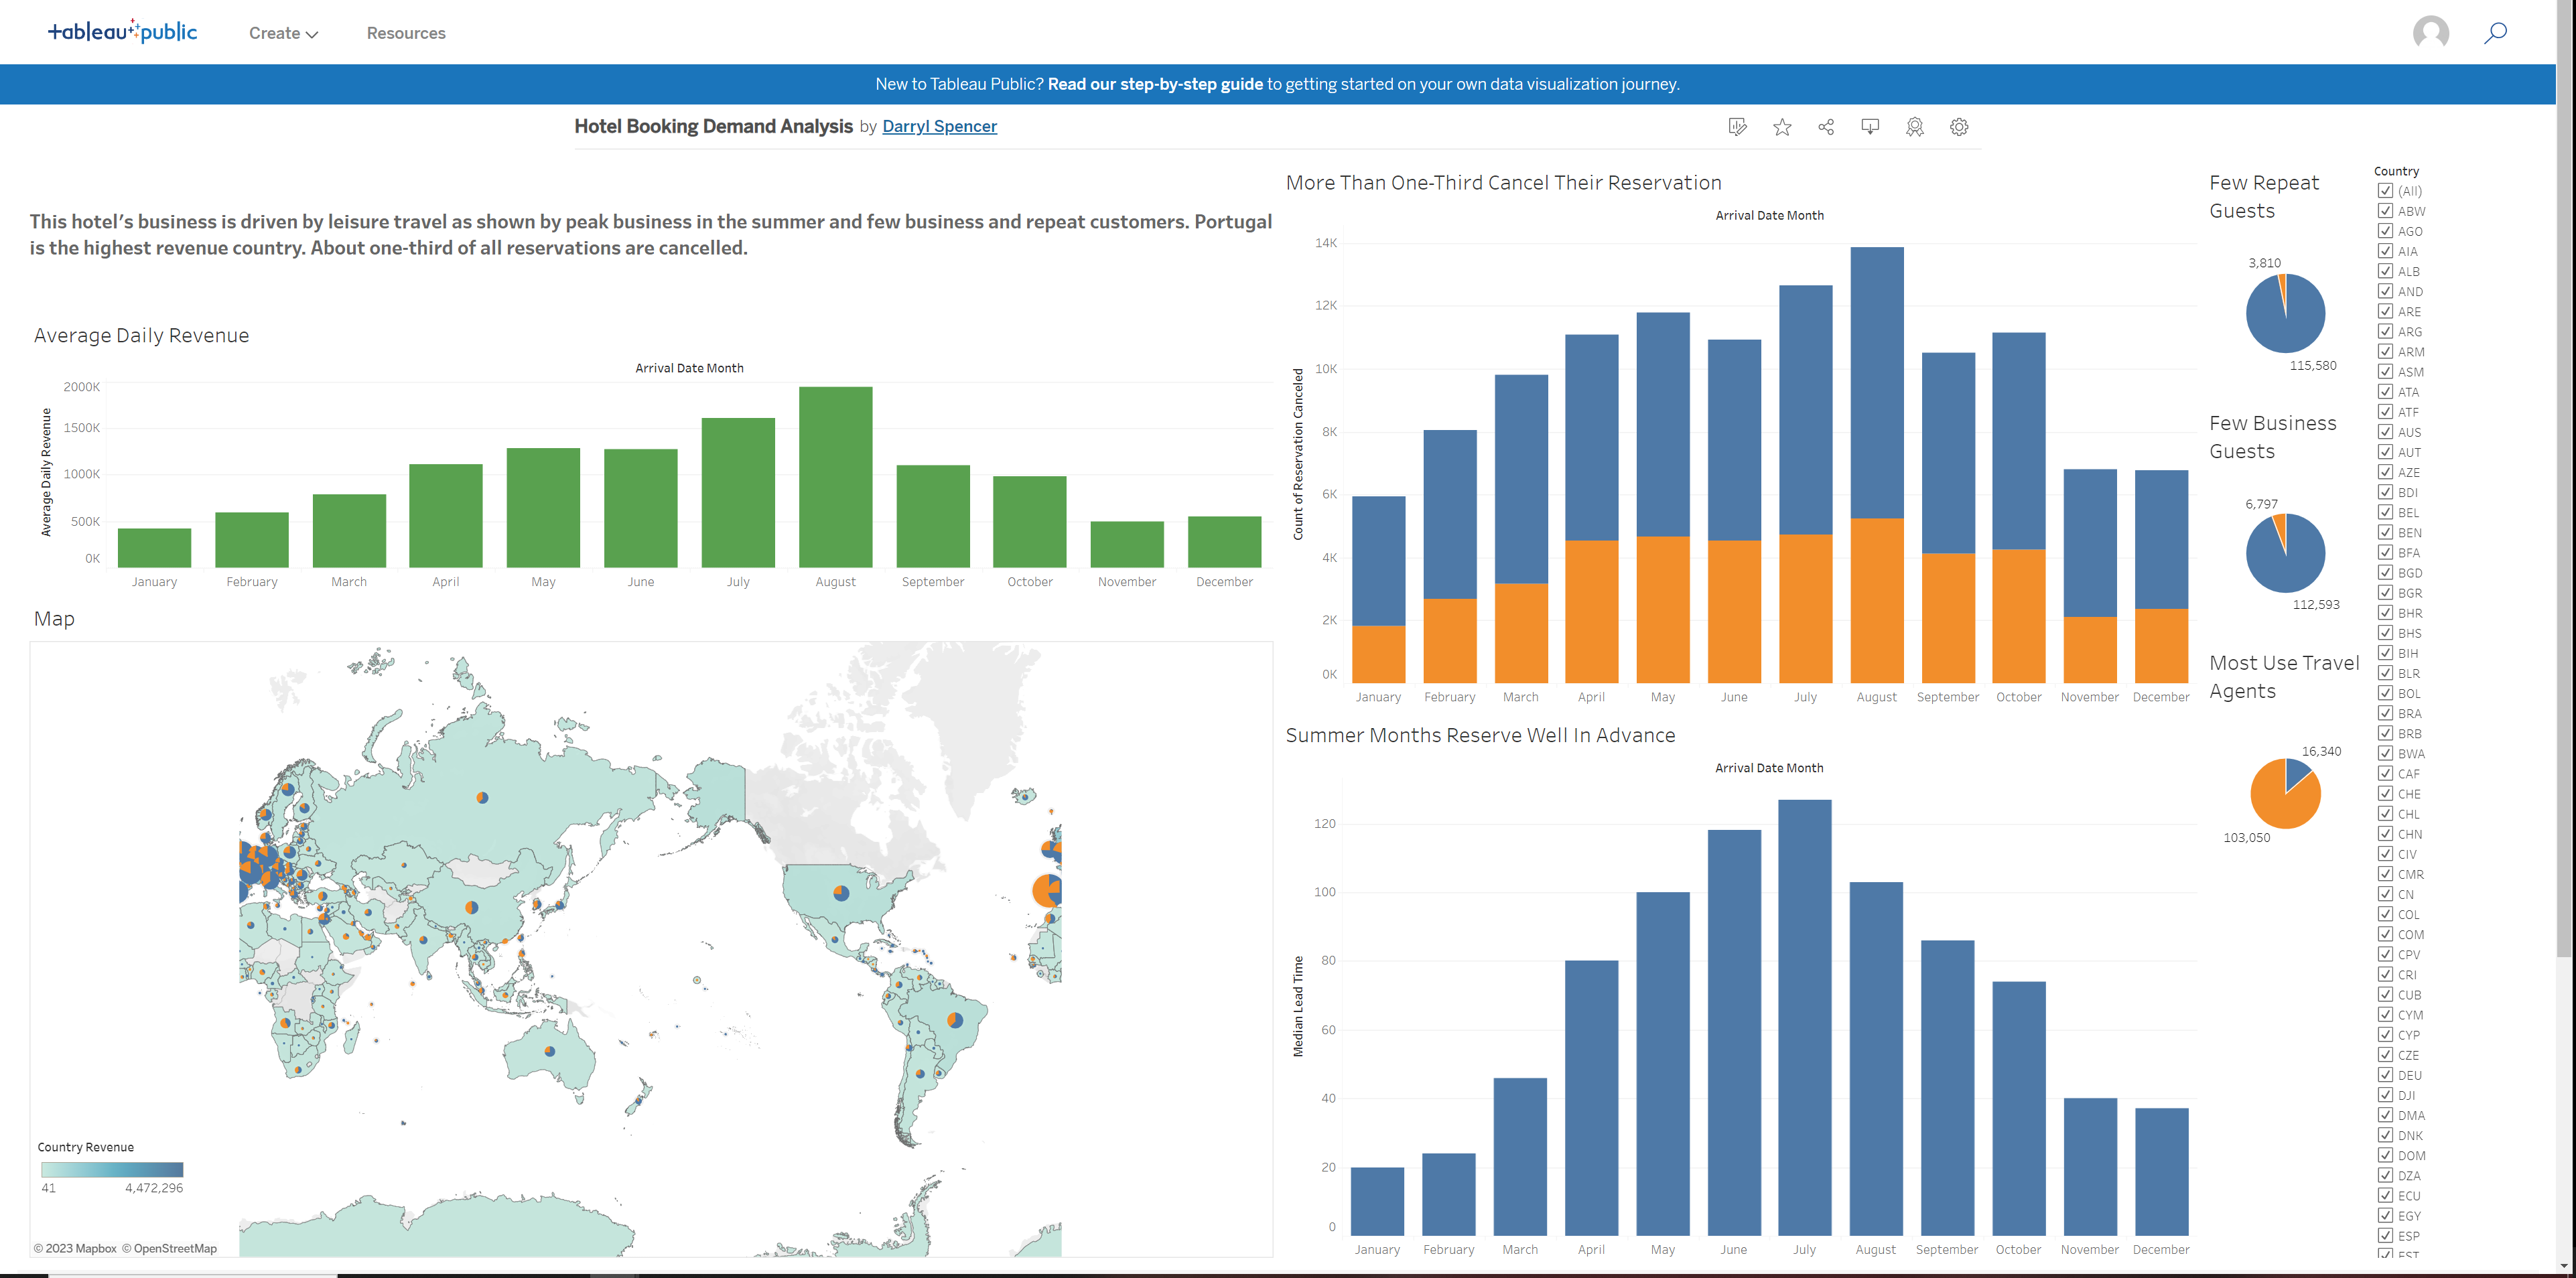 tableau public
Create
Resources
New to Tableau Public? Read our step-by-step guide to getting started on your own data visualization journey.
Hotel Booking Demand Analysis by Darryl Spencer
This hotel's business is driven by leisure travel as shown by peak business in the summer and few business and repeat customers. Portugal
is the highest revenue country. About one-third of all reservations are cancelled.
Average Daily Revenue
Arrival Date Month
Average Daily Revenue
2000K
1500K
1000K
500K
0K
January February March April May June July August September October November December
Map
Country Revenue
41 4,472,296
© 2023 Mapbox © OpenStreetMap
More Than One-Third Cancel Their Reservation
Arrival Date Month
Count of Reservation Canceled
14K
12K
10K
8K
6K
4K
2K
0K
January February March April May June July August September October November December
Summer Months Reserve Well In Advance
Arrival Date Month
Median Lead Time
120
100
80
60
40
20
0
January February March April May June July August September October November December
Few Repeat
Guests
3,810
115,580
Few Business
Guests
6,797
112,593
Most Use Travel
Agents
16,340
103,050
Country
(All)
ABW
AGO
AIA
ALB
AND
ARE
ARG
ARM
ASM
ATA
ATF
AUS
AUT
AZE
BDI
BEL
BEN
BFA
BGD
BGR
BHR
BHS
BIH
BLR
BOL
BRA
BRB
BWA
CAF
CHE
CHL
CHN
CIV
CMR
CN
COL
COM
CPV
CRI
CUB
CYM
CYP
CZE
DEU
DJI
DMA
DNK
DOM
DZA
ECU
EGY
ESP
EST